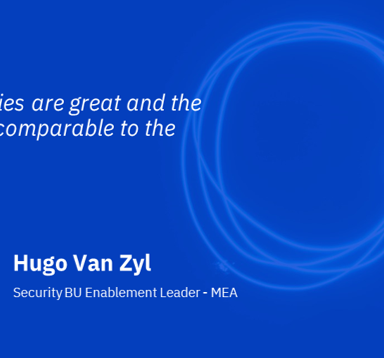 ies are great and the
comparable to the
Hugo Van Zyl
Security BU Enablement Leader - MEA